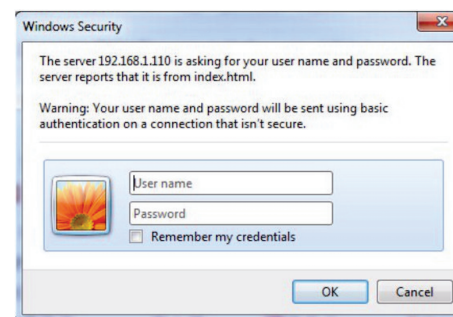 Windows Security
The server 192.168.1.110 is asking for your user name and password. The
server reports that it is from index.html.
Warning: Your user name and password will be sent using basic
authentication on a connection that isn't secure.
User name
Password
Remember my credentials
OK Cancel